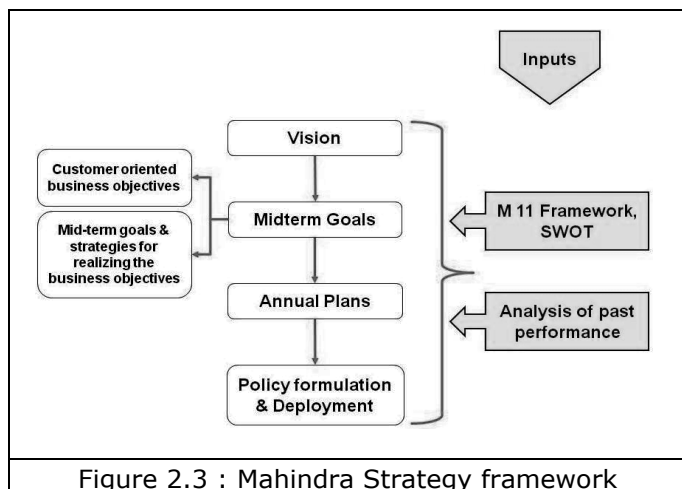 Inputs
Vision
Customer oriented
business objectives
Midterm Goals
Mid-term goals &
strategies for
realizing the
business objectives
M 11 Framework,
SWOT
Annual Plans
Analysis of past
performance
Policy formulation
& Deployment
Figure 2.3 : Mahindra Strategy framework